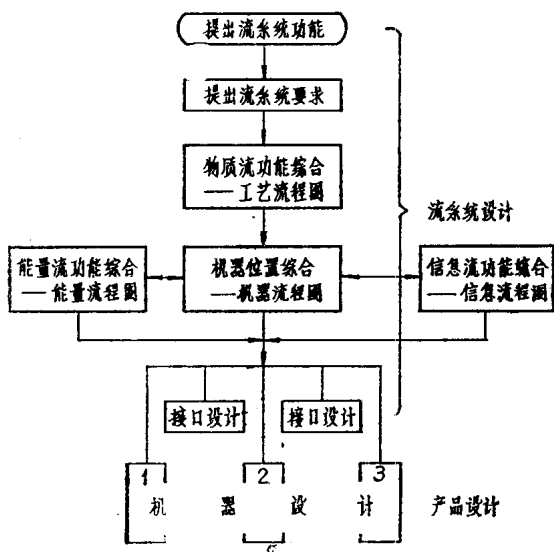 提出流系统功能
提出流系统要求
物质流功能综合
——工艺流程图
流系统设计
能量流功能综合
——能量流程图
机器位置综合
——机器流程图
信息流功能综合
——信息流程图
接口设计
接口设计
1
2
3
机器设计
产品设计